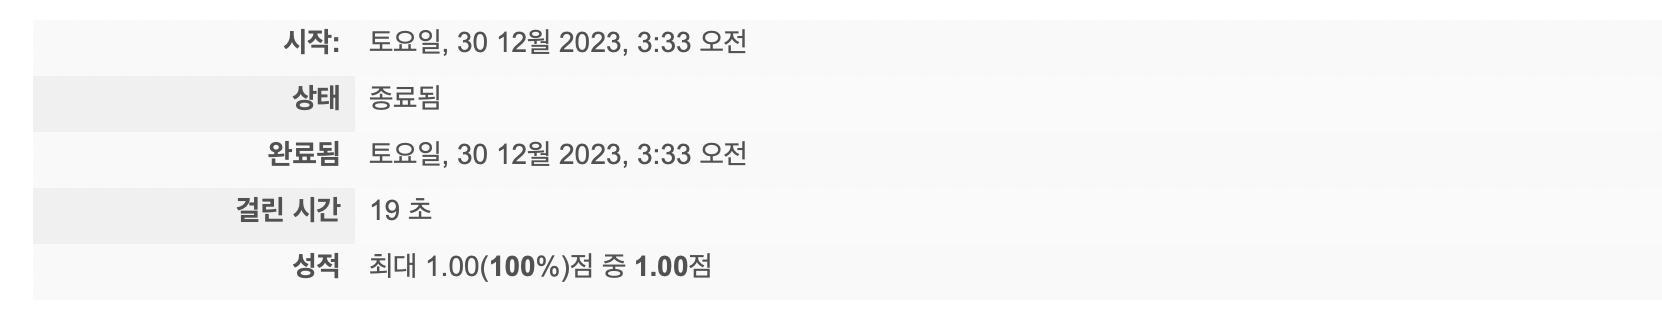 시작: 토요일, 30 12월 2023, 3:33 오전
상태 종료됨
완료됨 토요일, 30 12월 2023, 3:33 오전
걸린 시간 19 초
성적 최대 1.00(100%)점 중 1.00점